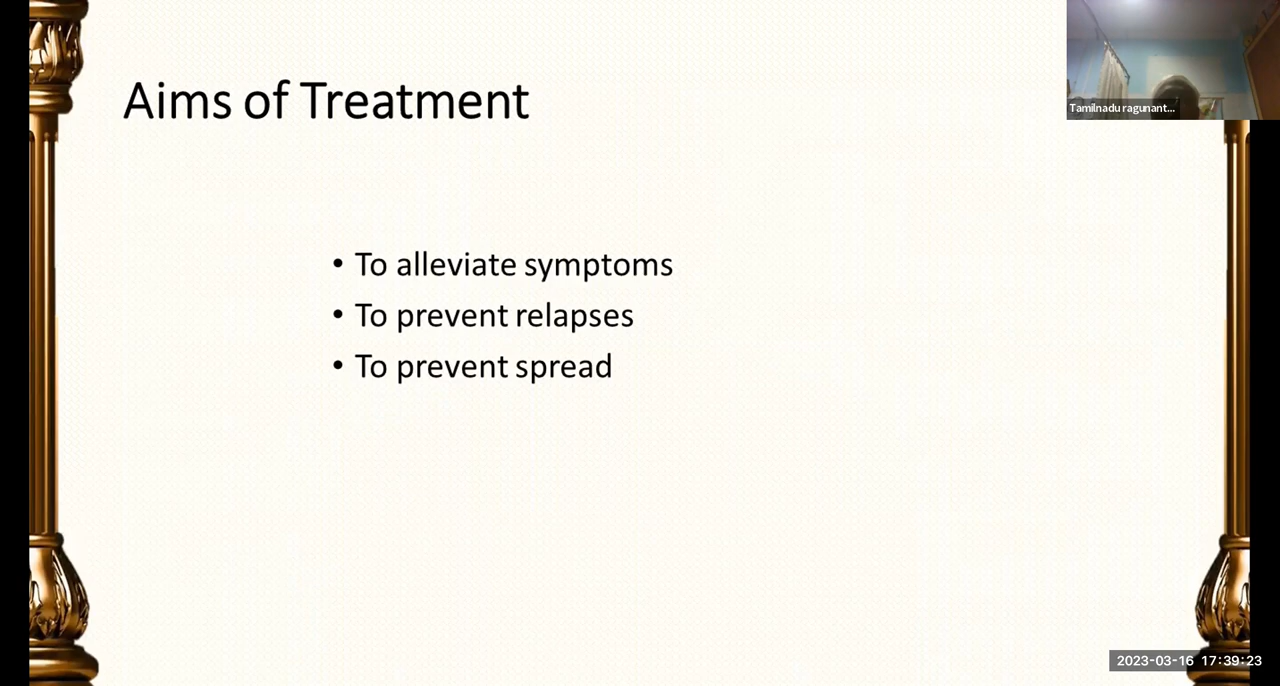 Tamilnadu ragunant...
Aims of Treatment
• To alleviate symptoms
• To prevent relapses
• To prevent spread
2023-03-16 17:39:23